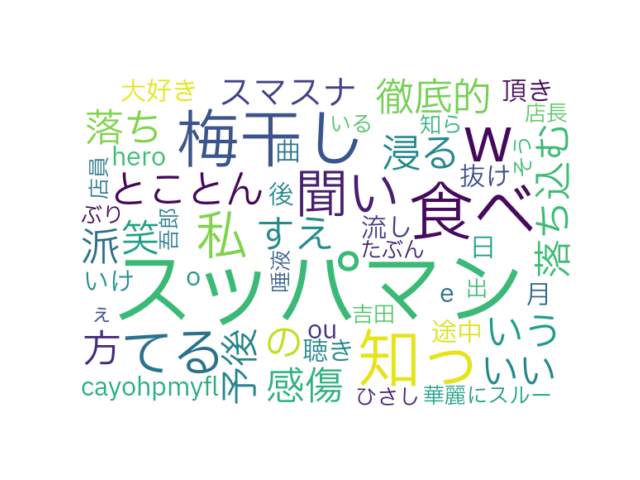 大好き
スマスナ
徹底的
頂き
落ち
梅干し
いる
知ら
店長
hero
曲
浸る
w
そう
落ち込む
店員
とことん
後
聞い
抜け
食べ
ぶり
吾郎
私
すえ
流し
たぶん
派
笑
唾液
日
いけ
スッパマン
o
e
出
月
ぇ
吉田
方
てる
予後
の
ou
聴き
知っ
途中
いう
いい
cayohpmyfl
感傷
ひさし
華麗にスルー